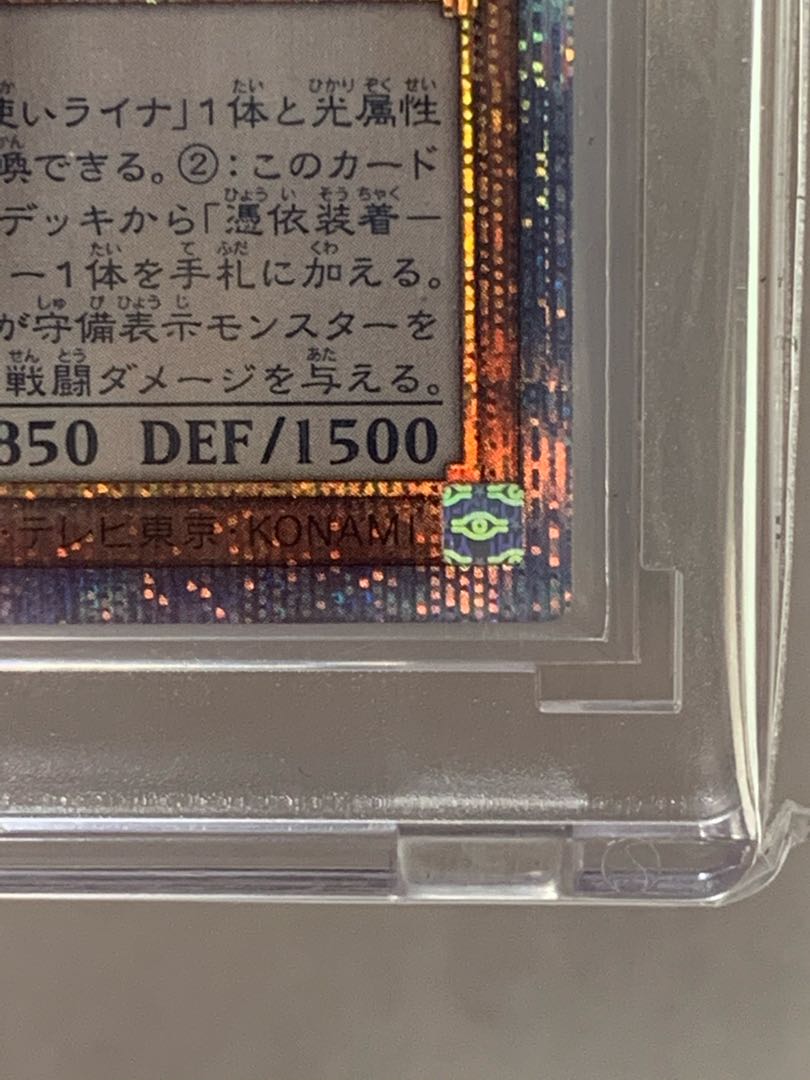 使いライナ」1体と光属性
喚できる。②:このカード
デッキから「憑依装着一
ー1体を手札に加える。
が守備表示モンスターを
戦闘ダメージを与える。
850 DEF/1500
・テレビ東京・KONAMI